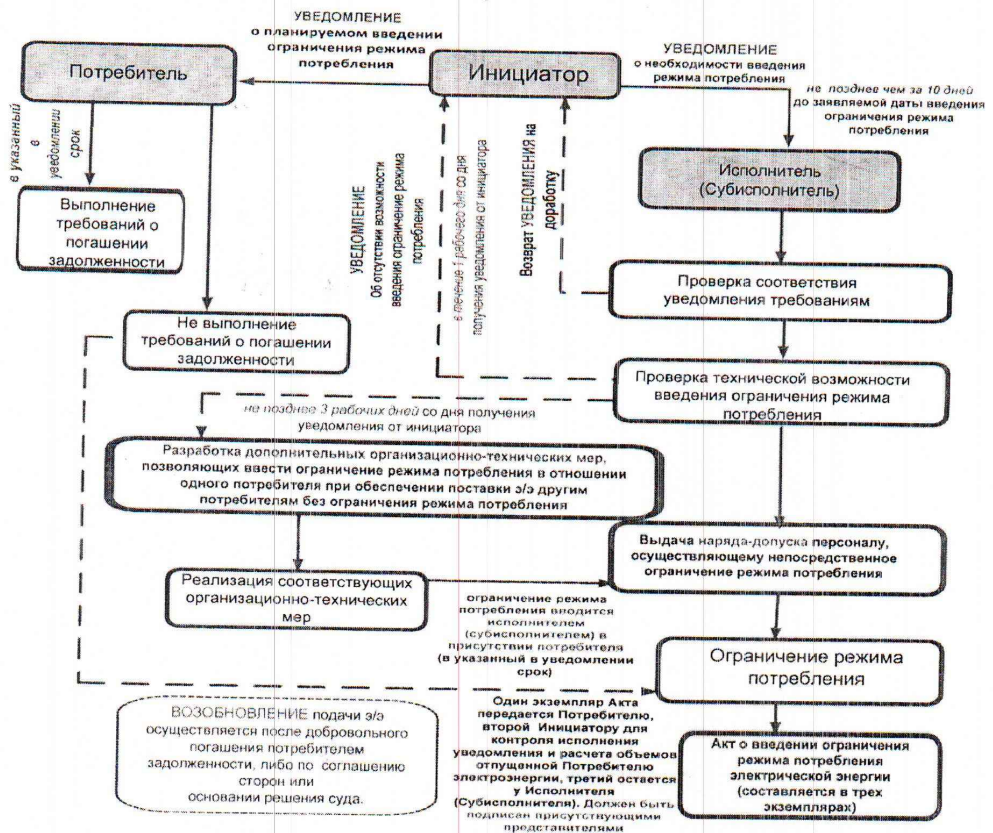 УВЕДОМЛЕНИЕ
о планируемом введении
ограничения режима
потребления
Потребитель
Инициатор
УВЕДОМЛЕНИЕ
о необходимости введения
режима потребления
не позднее чем за 10 дней
до заявляемой даты введения
ограничения режима
потребления
в указанный
в
уведомлении
срок
Выполнение
требований о
погашении
задолженности
УВЕДОМЛЕНИЕ
Об отсутствии возможности
введения ограничение режима
потребления
в течение 1 рабочего дня со дня
получения уведомления от инициатора
Возврат УВЕДОМЛЕНИЯ на
доработку
Исполнитель
(Субисполнитель)
Проверка соответствия
уведомления требованиям
Не выполнение
требований о погашении
задолженности
Проверка технической возможности
введения ограничения режима
потребления
не позднее 3 рабочих дней со дня получения
уведомления от инициатора
Разработка дополнительных организационно-технических мер,
позволяющих ввести ограничение режима потребления в отношении
одного потребителя при обеспечении поставки э/э другим
потребителям без ограничения режима потребления
Выдача наряда-допуска персоналу,
осуществляющему непосредственное
ограничение режима потребления
Реализация соответствующих
организационно-технических
мер
ограничение режима
потребления вводится
исполнителем
(субисполнителем) в
присутствии потребителя
(в указанный в уведомлении
срок)
Ограничение режима
потребления
ВОЗОБНОВЛЕНИЕ подачи э/э
осуществляется после добровольного
погашения потребителем
задолженности, либо по соглашению
сторон или
основании решения суда.
Один экземпляр Акта
передается Потребителю,
второй Инициатору для
контроля исполнения
уведомления и расчета объемов
отпущенной Потребителю
электроэнергии, третий остается
у Исполнителя
(Субисполнителя). Должен быть
подписан присутствующими
представителями
Акт о введении ограничения
режима потребления
электрической энергии
(составляется в трех
экземплярах)